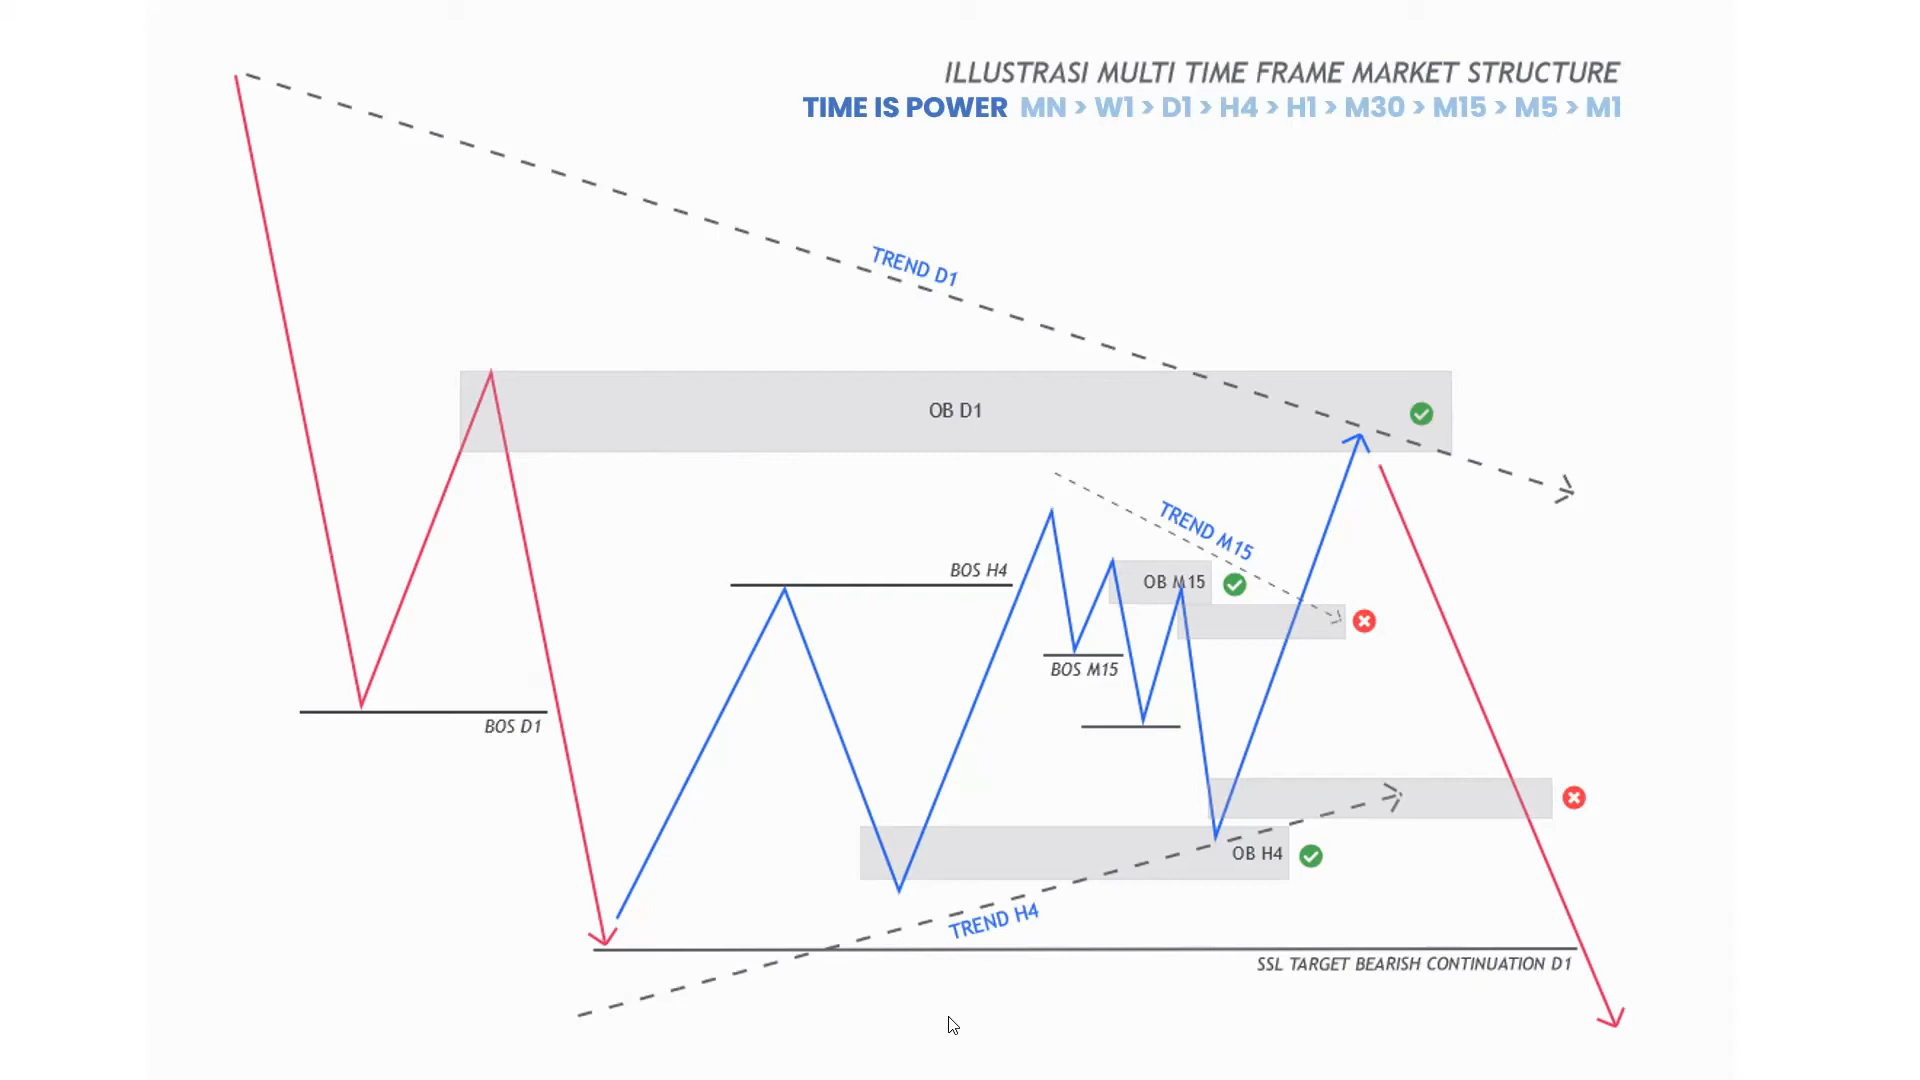 ILLUSTRASI MULTI TIME FRAME MARKET STRUCTURE
TIME IS POWER MN > W1 > D1 > H4 > H1 > M30 > M15 > M5 > M1
TREND D1
OB D1
TREND M15
BOS H4
OB M15
BOS M15
BOS D1
OB H4
TREND H4
SSL TARGET BEARISH CONTINUATION D1